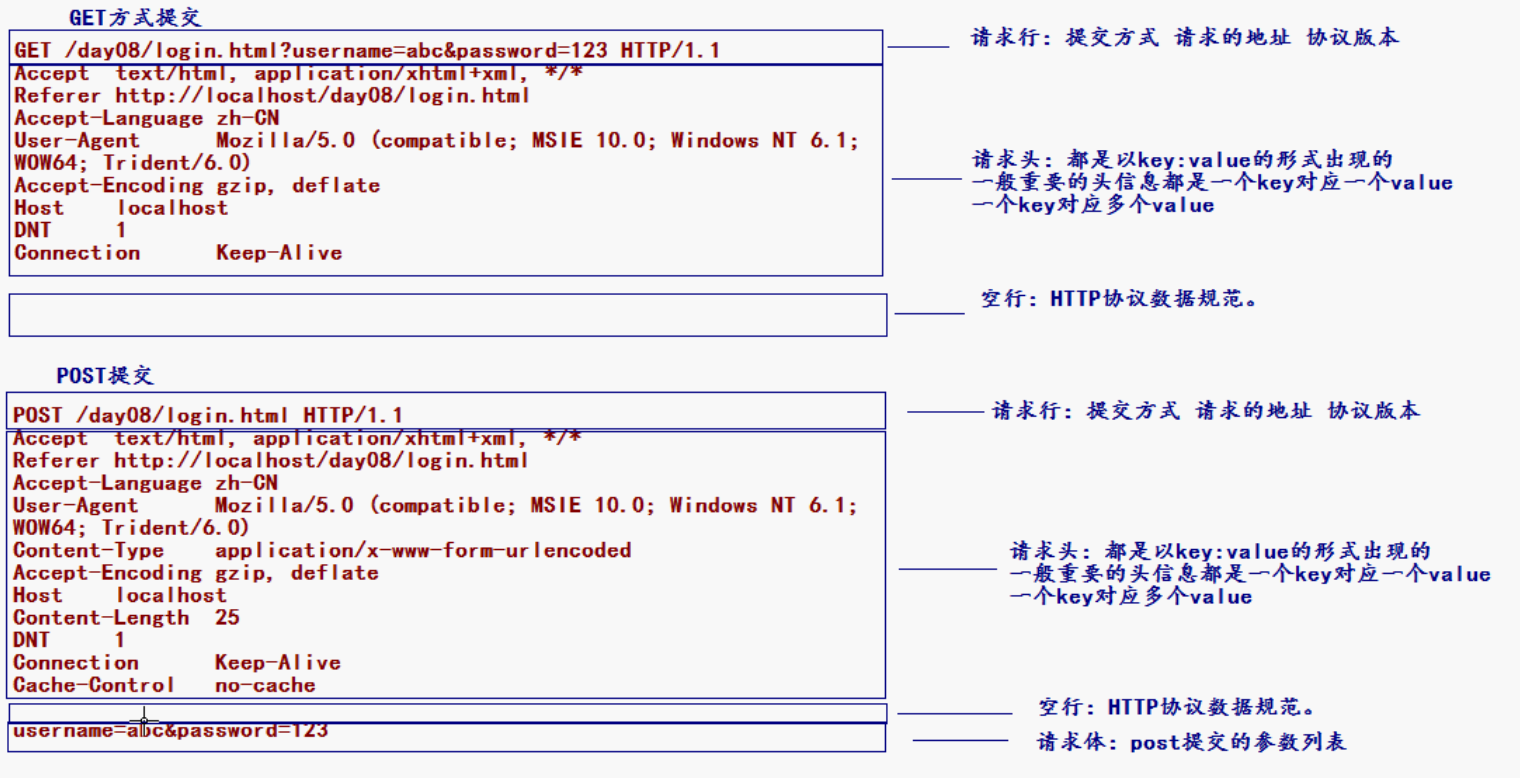 GET方式提交
GET /day08/login.html?username=abc&password=123 HTTP/1.1
请求行：提交方式 请求的地址 协议版本
Accept text/html, application/xhtml+xml, */*
Referer http://localhost/day08/login.html
Accept-Language zh-CN
User-Agent Mozilla/5.0 (compatible; MSIE 10.0; Windows NT 6.1;
WOW64; Trident/6.0)
Accept-Encoding gzip, deflate
Host localhost
DNT 1
Connection Keep-Alive
请求头：都是以key:value的形式出现的
一般重要的头信息都是一个key对应一个value
一个key对应多个value
空行：HTTP协议数据规范。
POST提交
POST /day08/login.html HTTP/1.1
请求行：提交方式 请求的地址 协议版本
Accept text/html, application/xhtml+xml, */*
Referer http://localhost/day08/login.html
Accept-Language zh-CN
User-Agent Mozilla/5.0 (compatible; MSIE 10.0; Windows NT 6.1;
WOW64; Trident/6.0)
Content-Type application/x-www-form-urlencoded
Accept-Encoding gzip, deflate
Host localhost
Content-Length 25
DNT 1
Connection Keep-Alive
Cache-Control no-cache
请求头：都是以key:value的形式出现的
一般重要的头信息都是一个key对应一个value
一个key对应多个value
空行：HTTP协议数据规范。
username=abc&password=123
请求体：post提交的参数列表